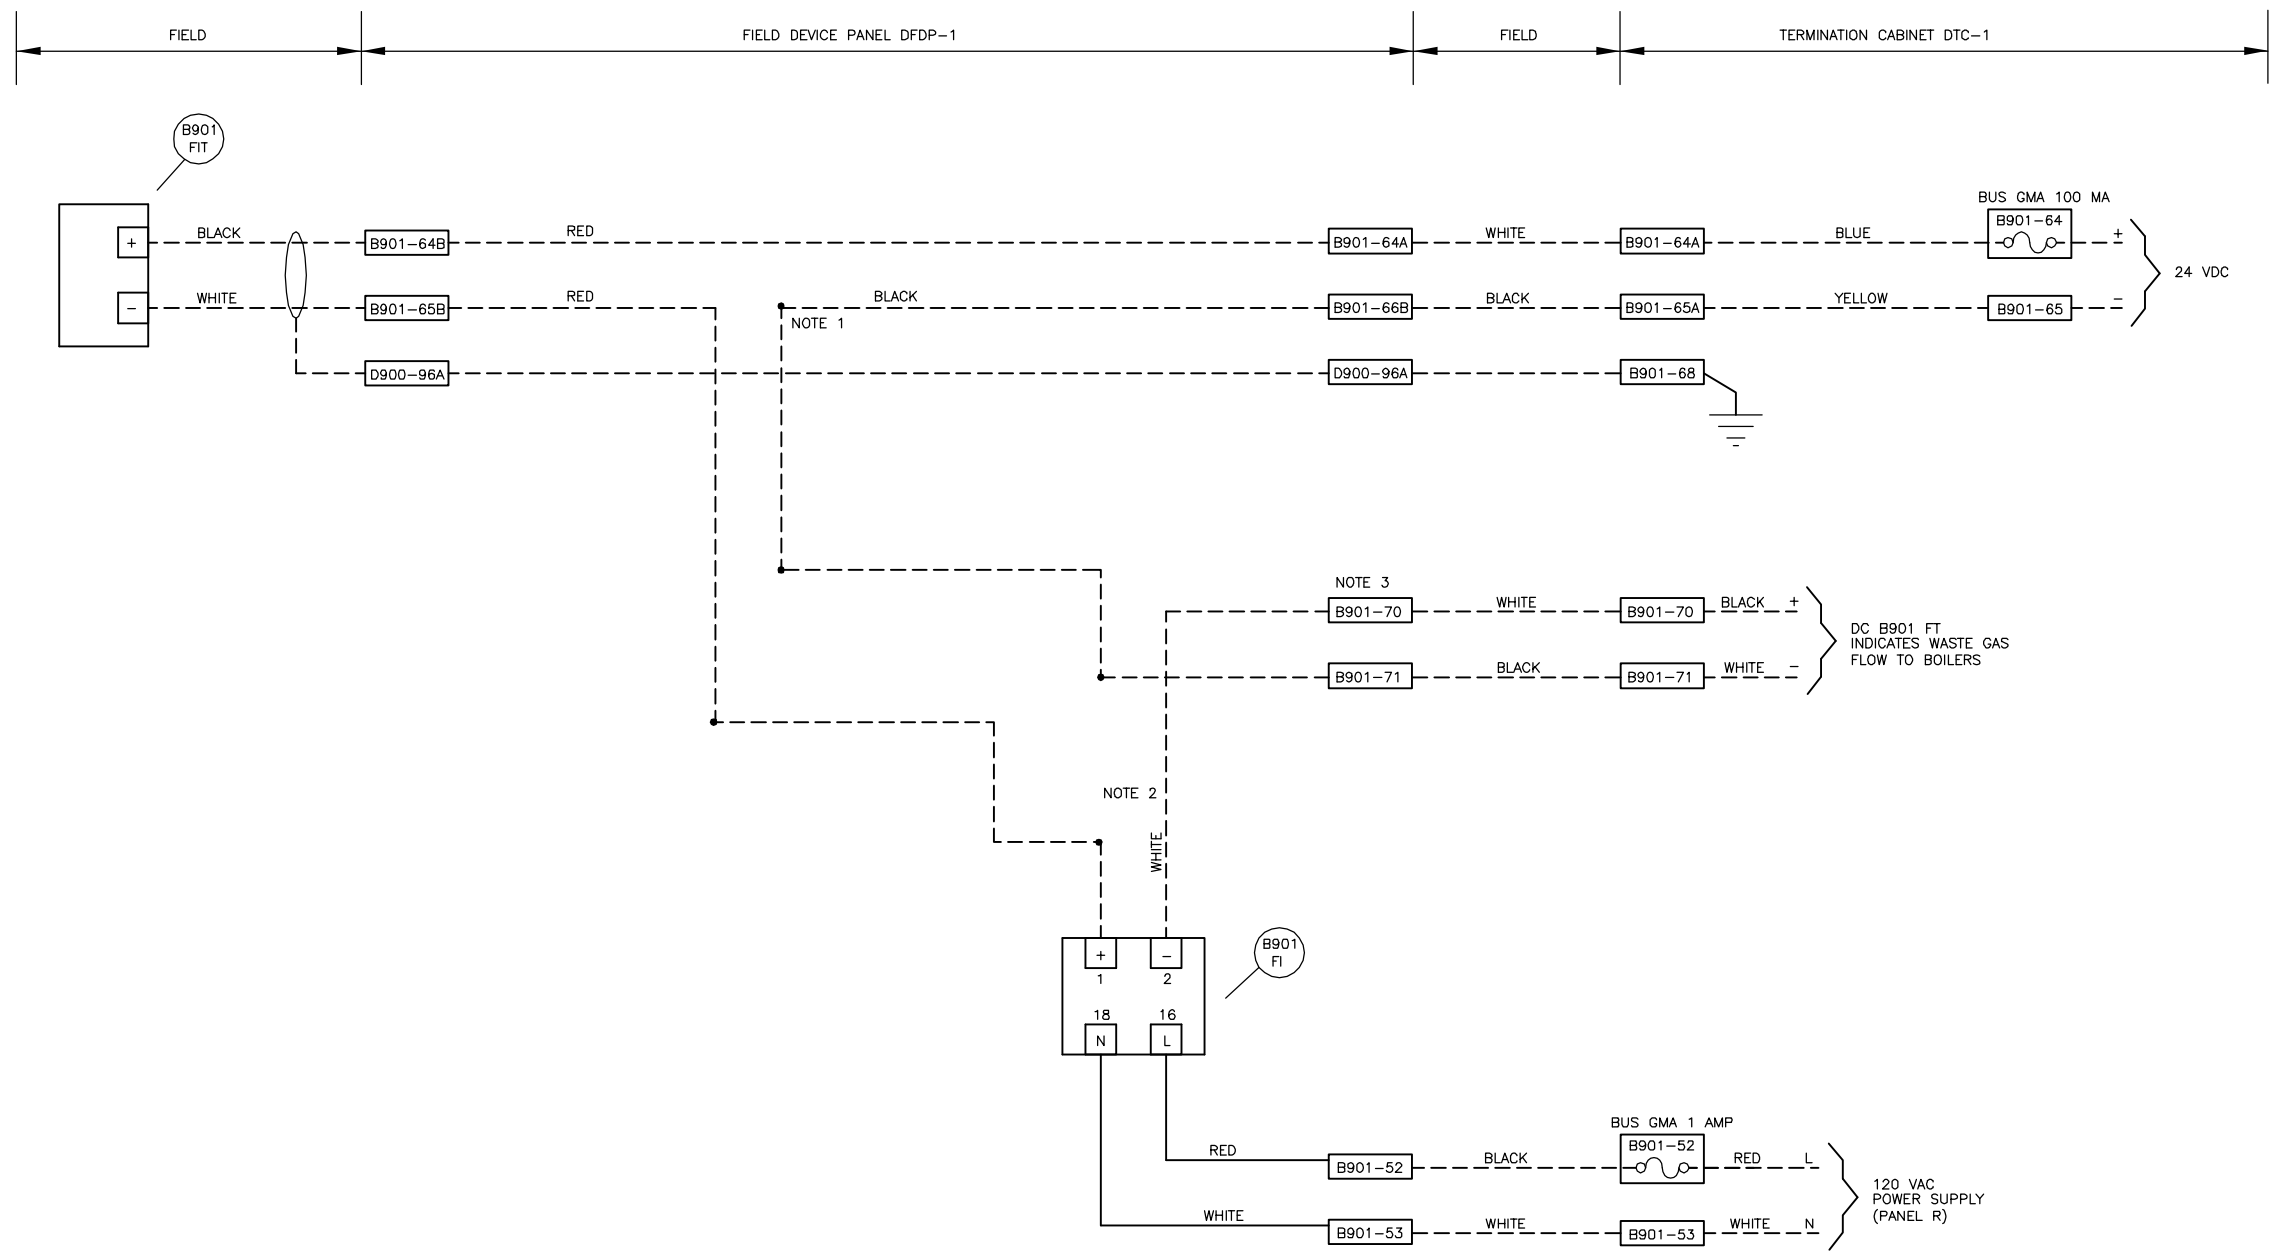 FIELD
FIELD DEVICE PANEL DFDP-1
FIELD
TERMINATION CABINET DTC-1
B901
FIT
BUS GMA 100 MA
+
BLACK
B901-64B
RED
B901-64A
WHITE
B901-64A
BLUE
B901-64
+
24 VDC
-
WHITE
B901-65B
RED
BLACK
NOTE 1
B901-66B
BLACK
B901-65A
YELLOW
B901-65
-
D900-96A
D900-96A
B901-68
NOTE 3
B901-70
WHITE
B901-70
BLACK
+
DC B901 FT
INDICATES WASTE GAS
FLOW TO BOILERS
B901-71
BLACK
B901-71
WHITE
-
NOTE 2
WHITE
B901
FI
+
-
1
2
18
16
N
L
BUS GMA 1 AMP
RED
B901-52
BLACK
B901-52
RED
L
120 VAC
POWER SUPPLY
(PANEL R)
WHITE
B901-53
WHITE
B901-53
WHITE
N